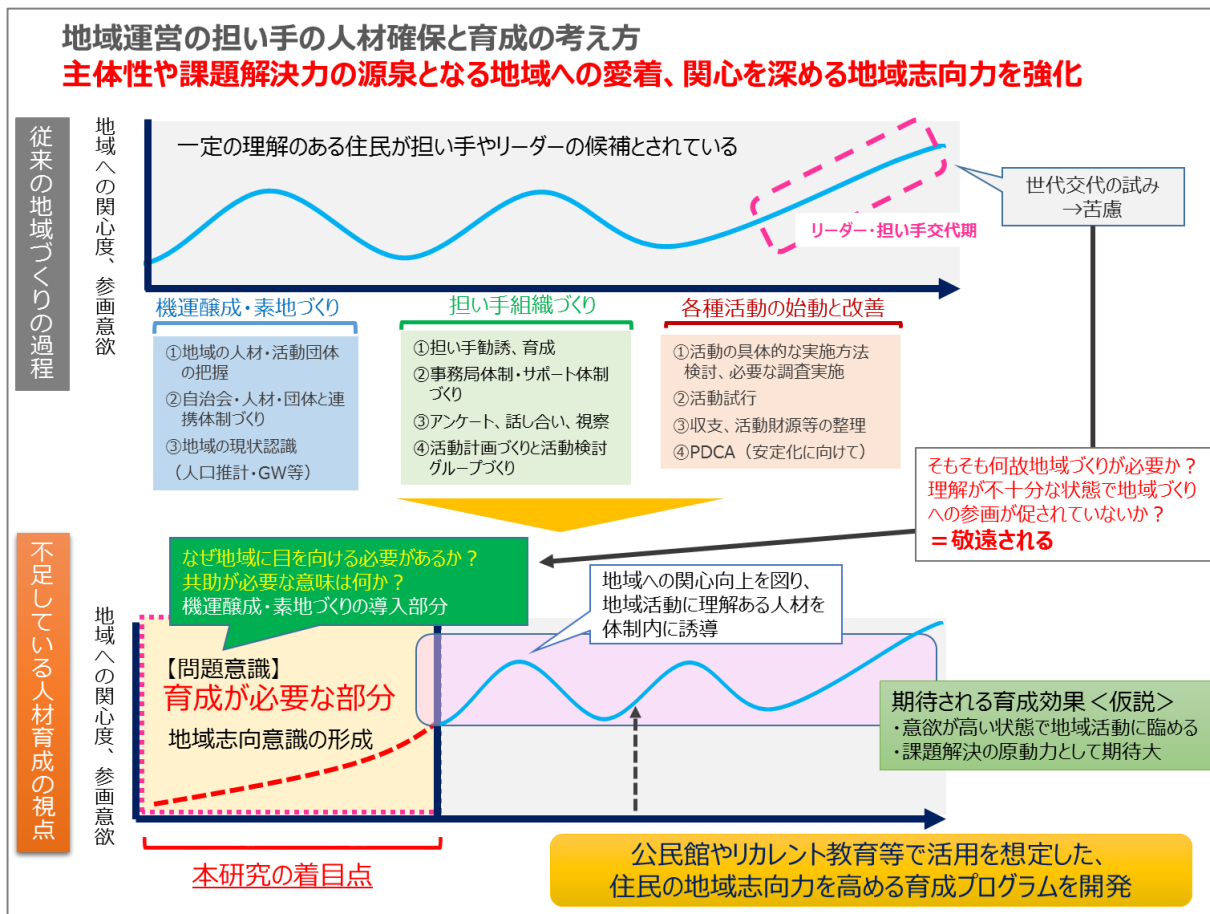 地域運営の担い手の人材確保と育成の考え方
主体性や課題解決力の源泉となる地域への愛着、関心を深める地域志向力を強化
従来の地域づくりの過程
地域への関心度、参画意欲
一定の理解のある住民が担い手やリーダーの候補とされている
リーダー・担い手交代期
世代交代の試み
→苦慮
機運醸成・素地づくり
①地域の人材・活動団体
の把握
②自治会・人材・団体と連
携体制づくり
③地域の現状認識
（人口推計・GW等）
担い手組織づくり
①担い手勧誘、育成
②事務局体制・サポート体制
づくり
③アンケート、話し合い、視察
④活動計画づくりと活動検討
グループづくり
各種活動の始動と改善
①活動の具体的な実施方法
検討、必要な調査実施
②活動試行
③収支、活動財源等の整理
④PDCA（安定化に向けて）
そもそも何故地域づくりが必要か？
理解が不十分な状態で地域づくり
への参画が促されていないか？
＝敬遠される
不足している人材育成の視点
地域への関心度、参画意欲
なぜ地域に目を向ける必要があるか？
共助が必要な意味は何か？
機運醸成・素地づくりの導入部分
地域への関心向上を図り、
地域活動に理解ある人材を
体制内に誘導
【問題意識】
育成が必要な部分
地域志向意識の形成
期待される育成効果＜仮説＞
・意欲が高い状態で地域活動に臨める
・課題解決の原動力として期待大
本研究の着目点
公民館やリカレント教育等で活用を想定した、
住民の地域志向力を高める育成プログラムを開発